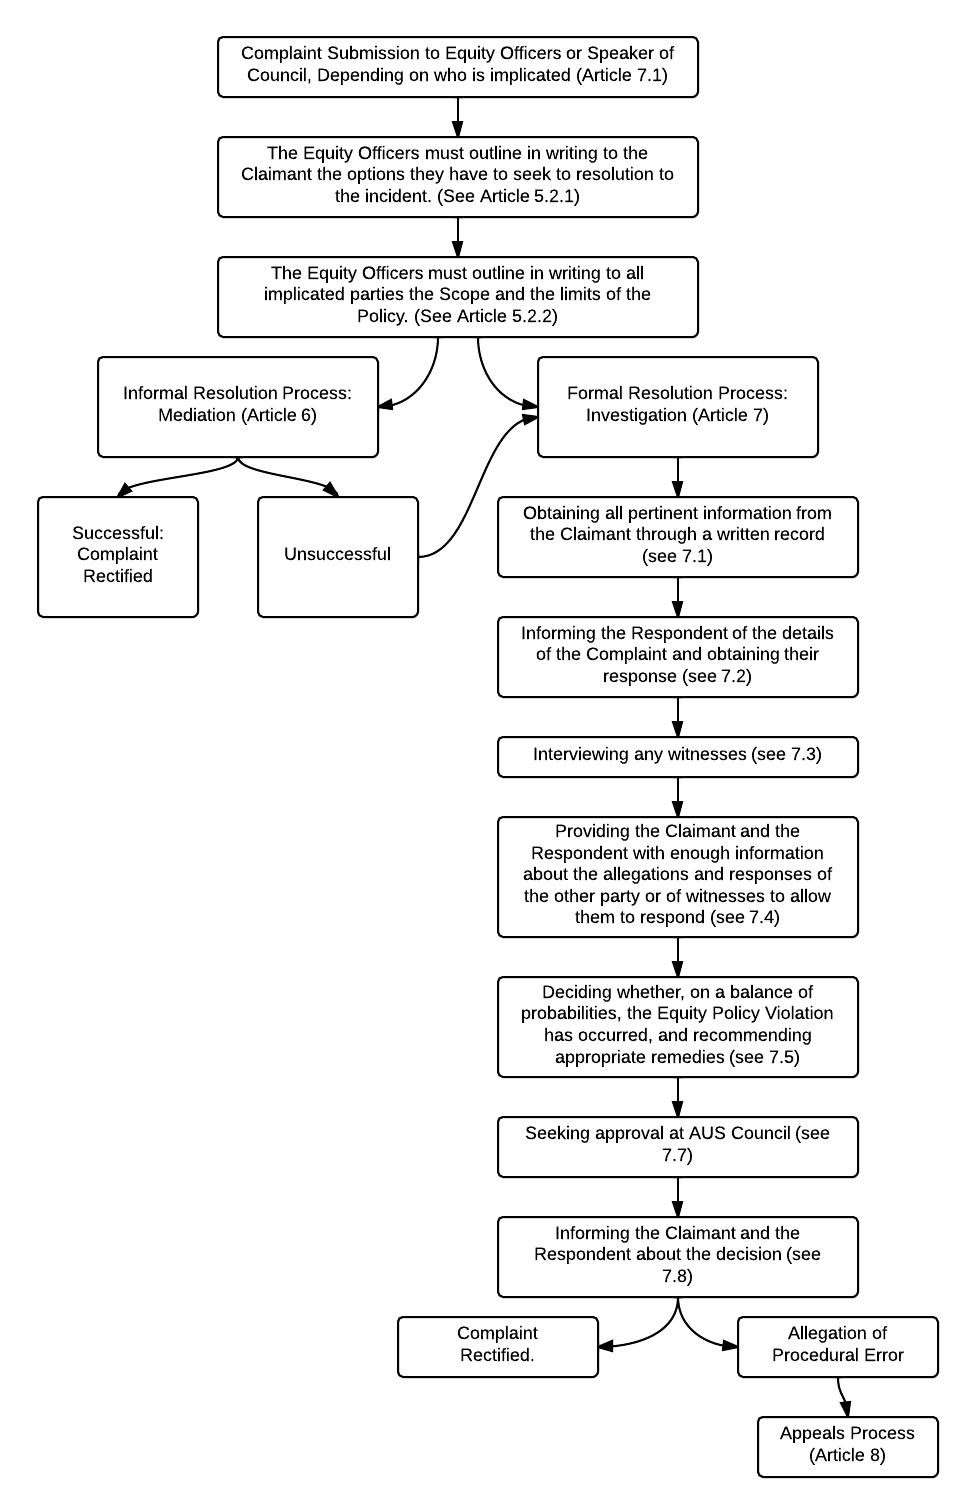 Complaint Submission to Equity Officers or Speaker of
Council, Depending on who is implicated (Article 7.1)
The Equity Officers must outline in writing to the
Claimant the options they have to seek to resolution to
the incident. (See Article 5.2.1)
The Equity Officers must outline in writing to all
implicated parties the Scope and the limits of the
Policy. (See Article 5.2.2)
Informal Resolution Process:
Mediation (Article 6)
Formal Resolution Process:
Investigation (Article 7)
Successful:
Complaint
Rectified
Unsuccessful
Obtaining all pertinent information from
the Claimant through a written record
(see 7.1)
Informing the Respondent of the details
of the Complaint and obtaining their
response (see 7.2)
Interviewing any witnesses (see 7.3)
Providing the Claimant and the
Respondent with enough information
about the allegations and responses of
the other party or of witnesses to allow
them to respond (see 7.4)
Deciding whether, on a balance of
probabilities, the Equity Policy Violation
has occurred, and recommending
appropriate remedies (see 7.5)
Seeking approval at AUS Council (see
7.7)
Informing the Claimant and the
Respondent about the decision (see
7.8)
Complaint
Rectified.
Allegation of
Procedural Error
Appeals Process
(Article 8)